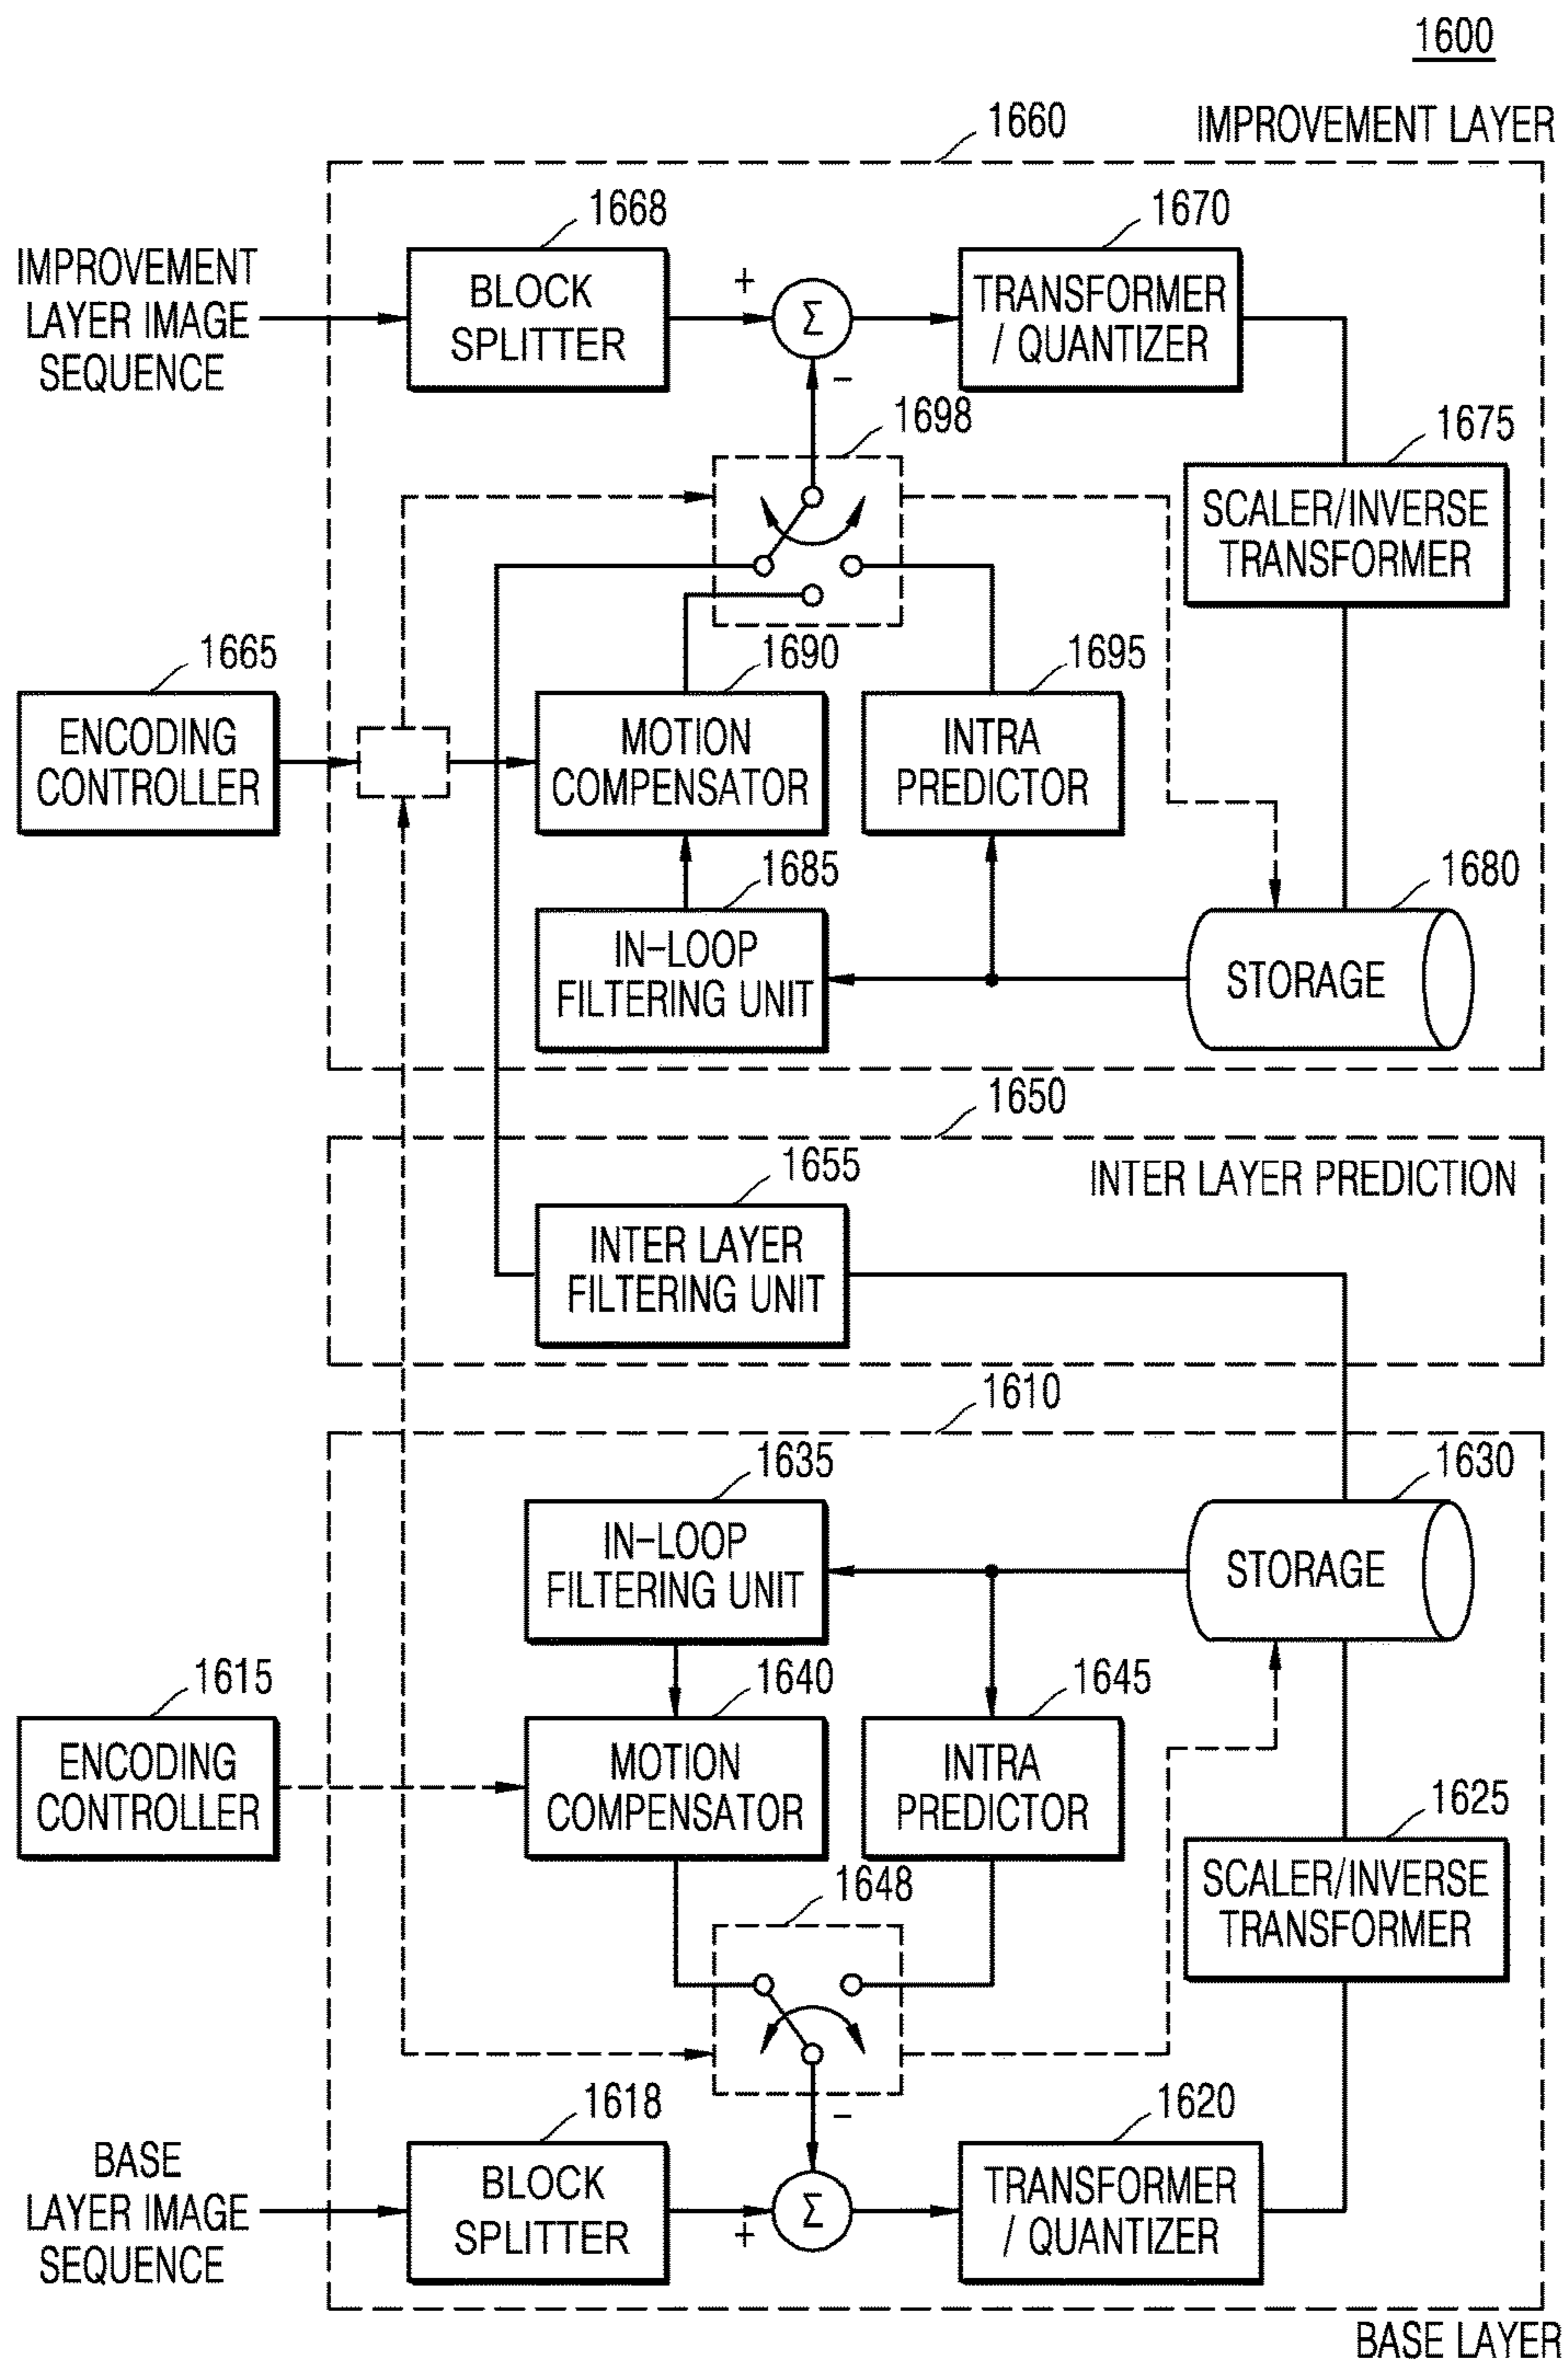 1600
1660
IMPROVEMENT LAYER
1668
1670
IMPROVEMENT
LAYER IMAGE
SEQUENCE
BLOCK
SPLITTER
+
Σ
−
TRANSFORMER
/ QUANTIZER
1698
1675
SCALER/INVERSE
TRANSFORMER
1665
1690
1695
ENCODING
CONTROLLER
MOTION
COMPENSATOR
INTRA
PREDICTOR
1685
1680
IN-LOOP
FILTERING UNIT
STORAGE
1650
1655
INTER LAYER PREDICTION
INTER LAYER
FILTERING UNIT
1610
1635
1630
IN-LOOP
FILTERING UNIT
STORAGE
1615
1640
1645
ENCODING
CONTROLLER
MOTION
COMPENSATOR
INTRA
PREDICTOR
1625
1648
SCALER/INVERSE
TRANSFORMER
1618
−
1620
BASE
LAYER IMAGE
SEQUENCE
BLOCK
SPLITTER
+
Σ
TRANSFORMER
/ QUANTIZER
BASE LAYER